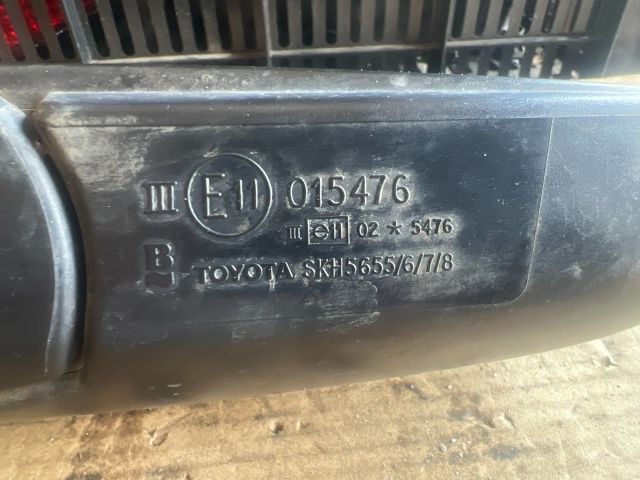 III E11 015476
III e11 02 * 5476
B TOYOTA SKH5655/6/7/8